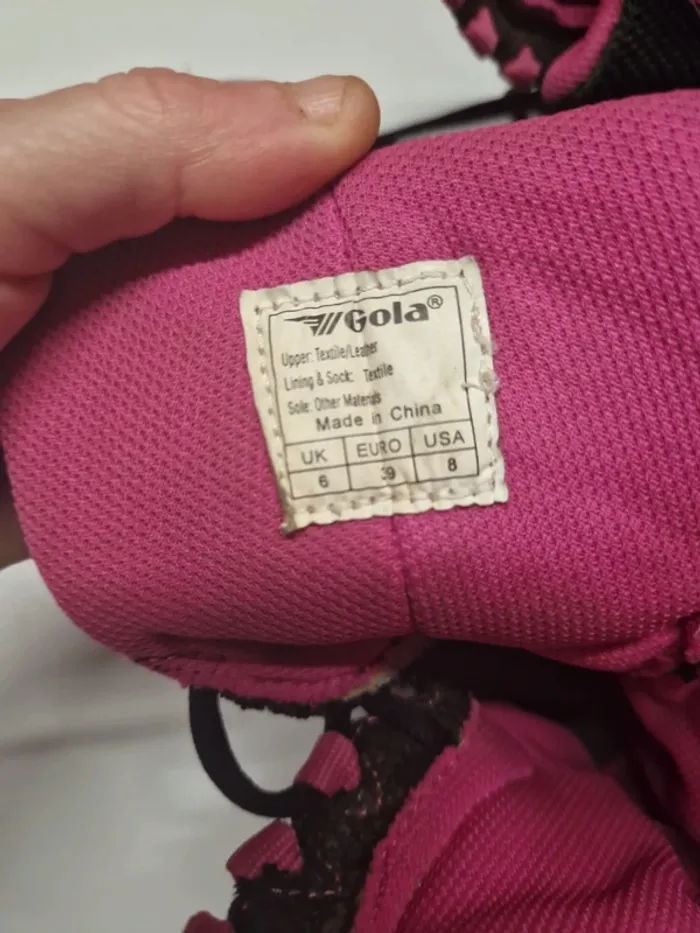 Gola®
Upper: Textile/Leather
Lining & Sock: Textile
Sole: Other Materials
Made in China
UK EURO USA
6 39 8